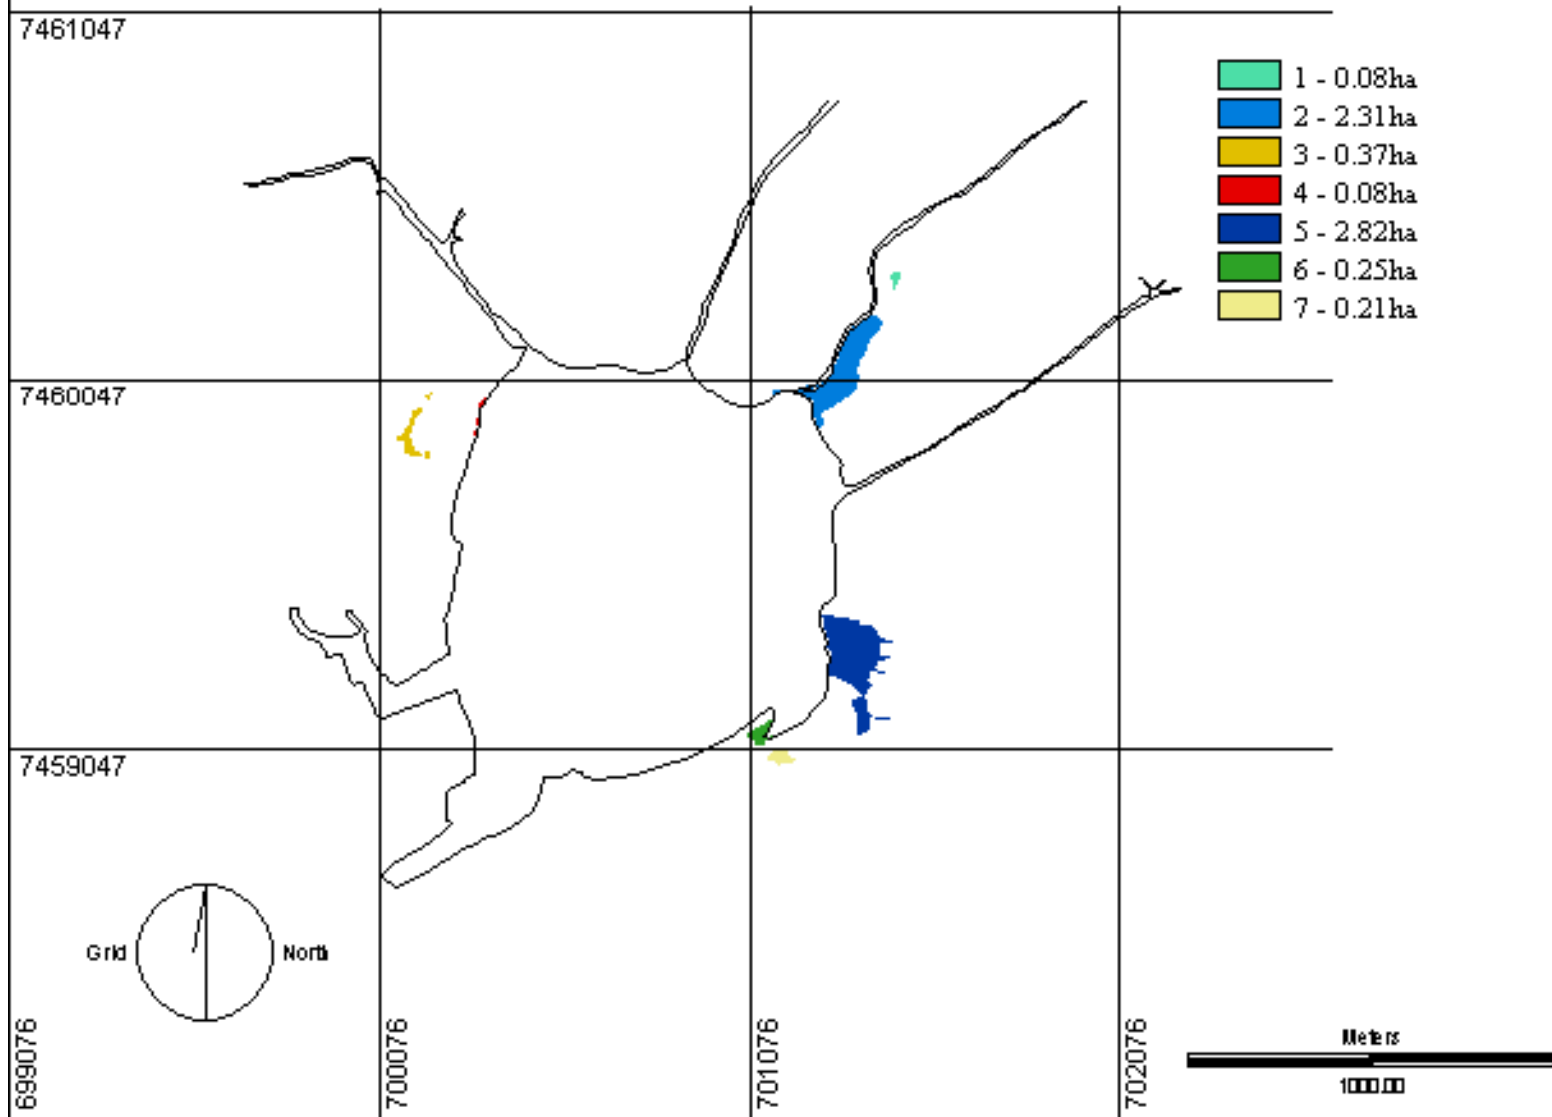 7461047
1 - 0.08ha
2 - 2.31ha
3 - 0.37ha
4 - 0.08ha
5 - 2.82ha
6 - 0.25ha
7 - 0.21ha
7460047
7459047
Grid North
699076
700076
701076
702076
Meters
1000.00